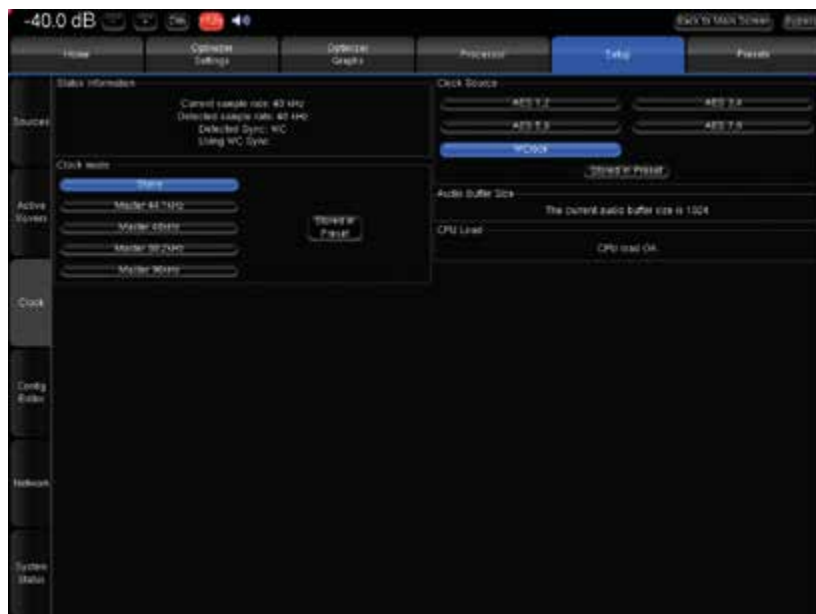 -40.0 dB
Back to Main Screen
Home
Optimizer Settings
Optimizer Graphs
Processor
Setup
Presets
Sources
Active
Clock
Config Editor
Network
System Status
Status Information
Current sample rate: 48 kHz
Detected sample rate: 48 kHz
Detected Sync: WC
Using WC Sync
Clock mode
Slave
Master 44.1kHz
Master 48kHz
Master 88.2kHz
Master 96kHz
Stored in Preset
Clock Source
AES 1,2
AES 3,4
AES 5,6
AES 7,8
WClock
Stored in Preset
Audio Buffer Size
The current audio buffer size is 1024
CPU Load
CPU load OK